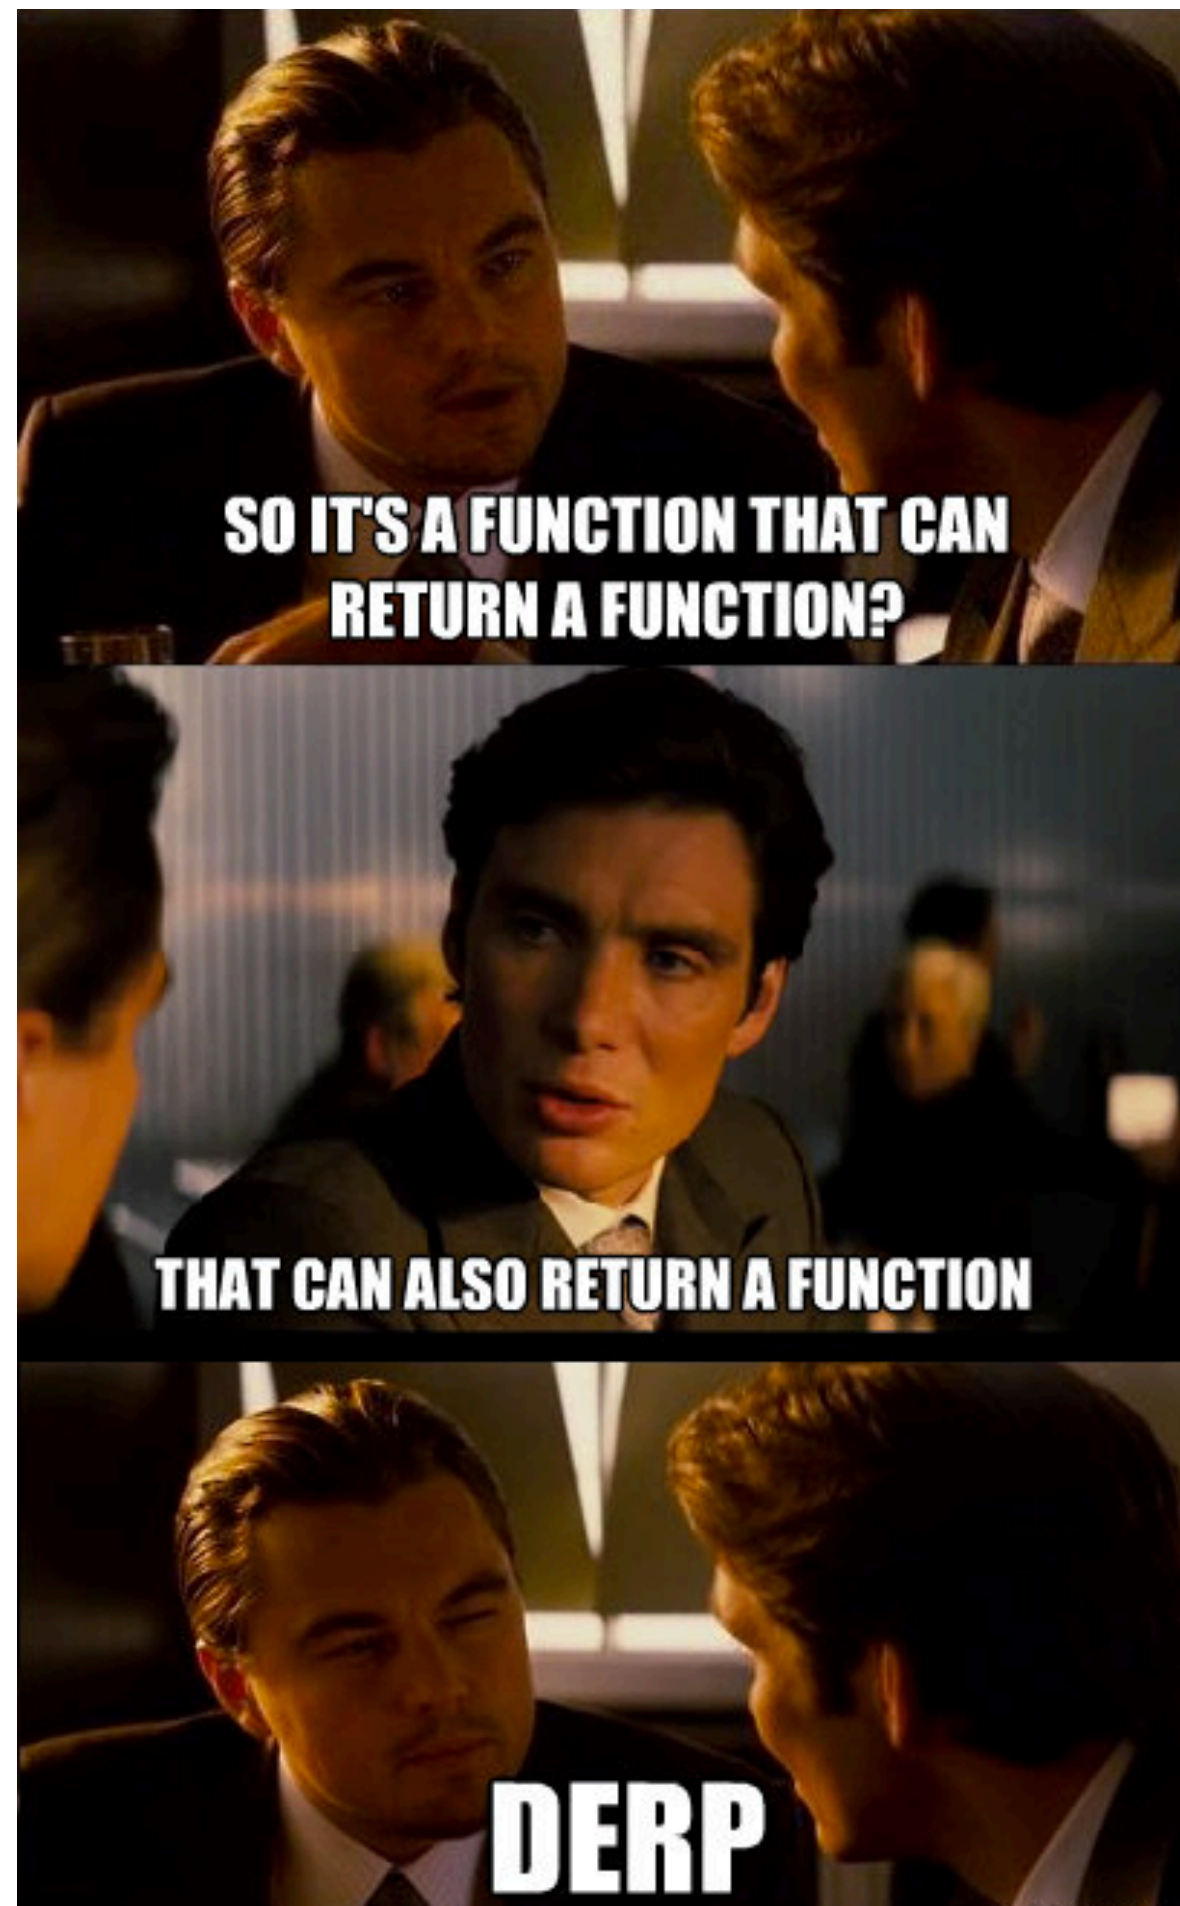 SO IT'S A FUNCTION THAT CAN
RETURN A FUNCTION?
THAT CAN ALSO RETURN A FUNCTION
DERP